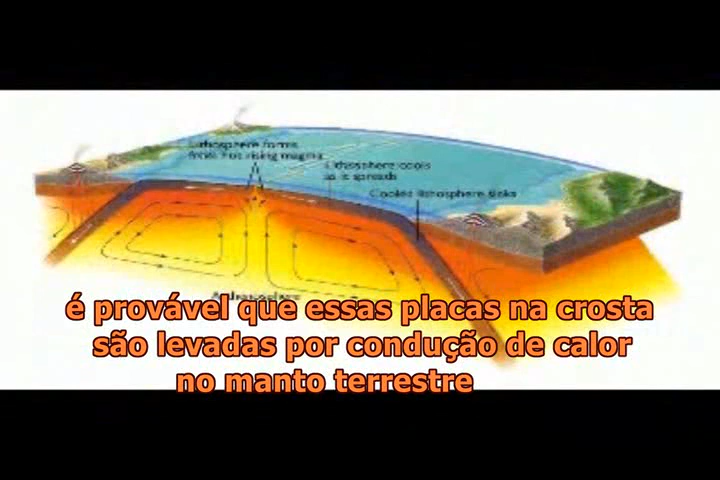 Lithosphere forms
from hot rising magma
Lithosphere cools
as it spreads
Cooled lithosphere sinks
Asthenosphere
é provável que essas placas na crosta
são levadas por condução de calor
no manto terrestre